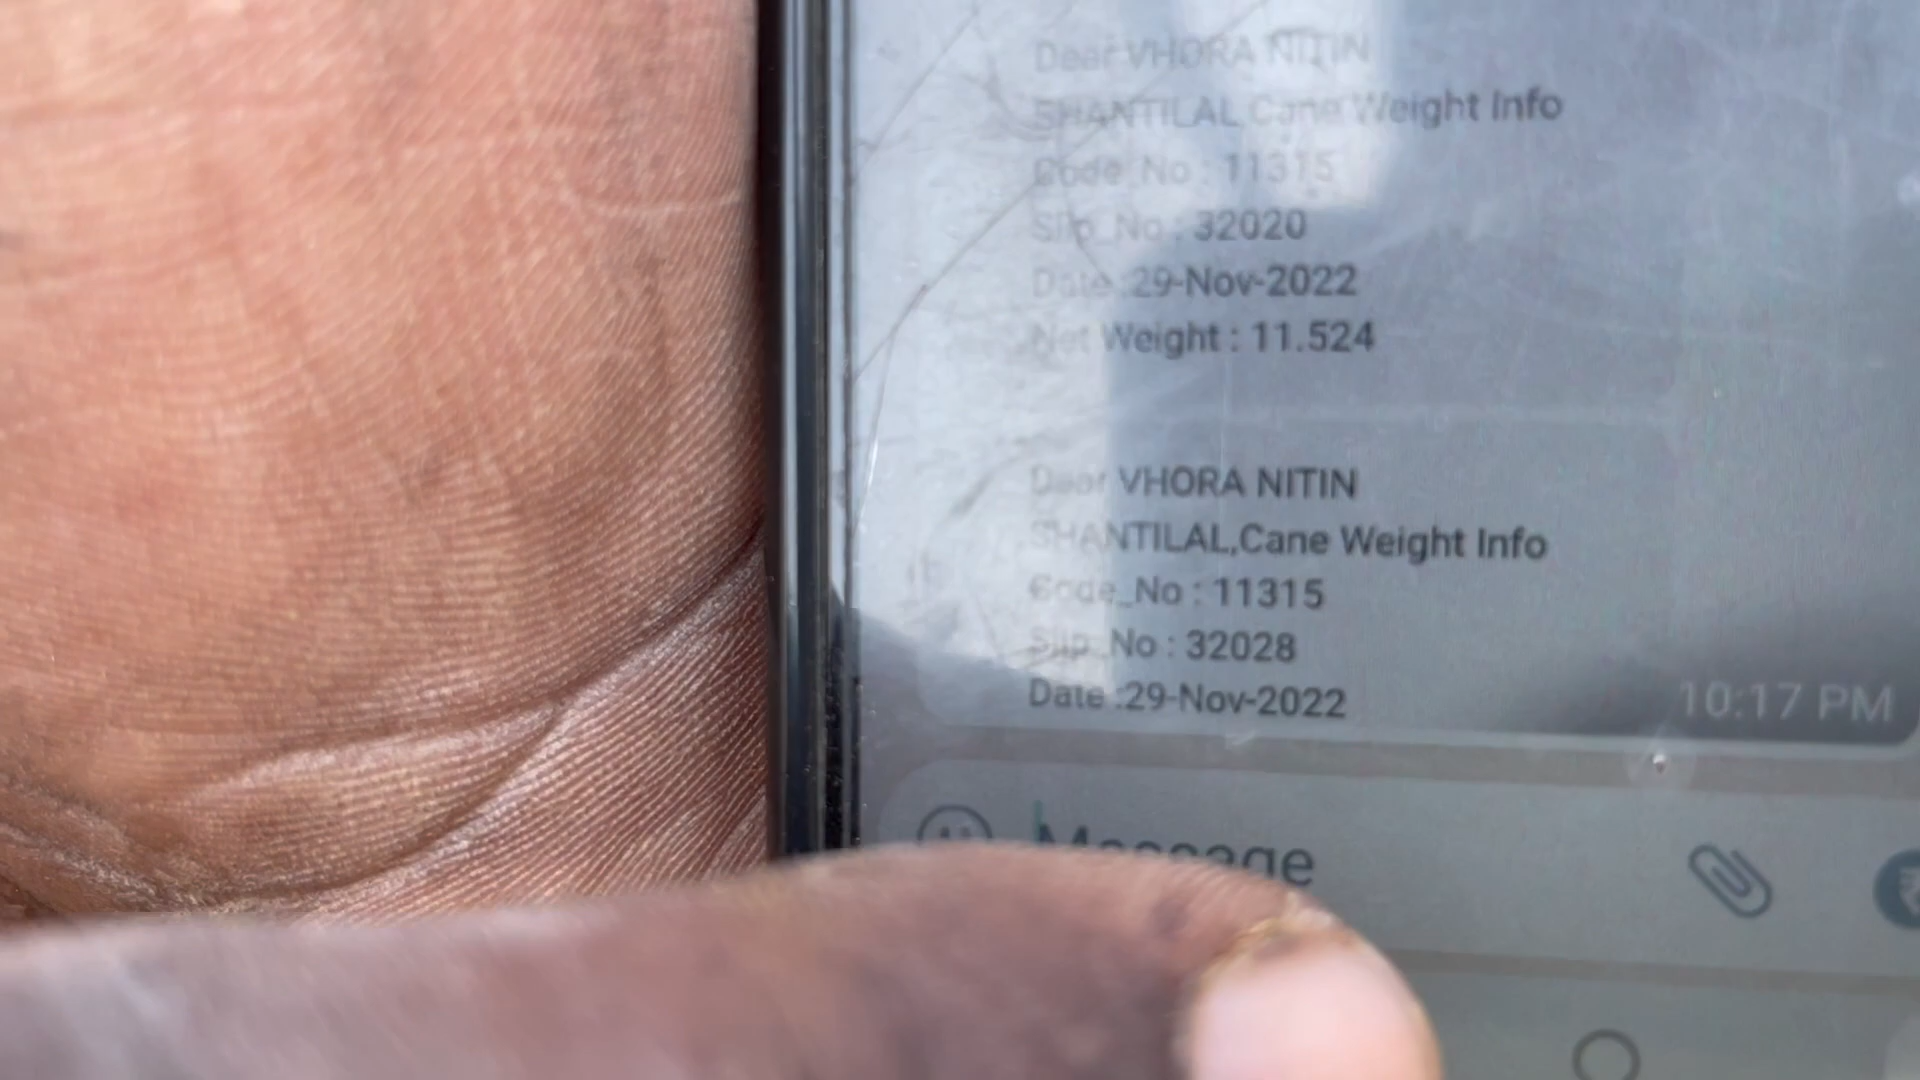 Dear VHORA NITIN
SHANTILAL Cane Weight Info
Code_No : 11315
Slip_No : 32020
Date :29-Nov-2022
Net Weight : 11.524
Dear VHORA NITIN
SHANTILAL,Cane Weight Info
Code_No : 11315
Slip_No : 32028
Date :29-Nov-2022
10:17 PM
Message
₹